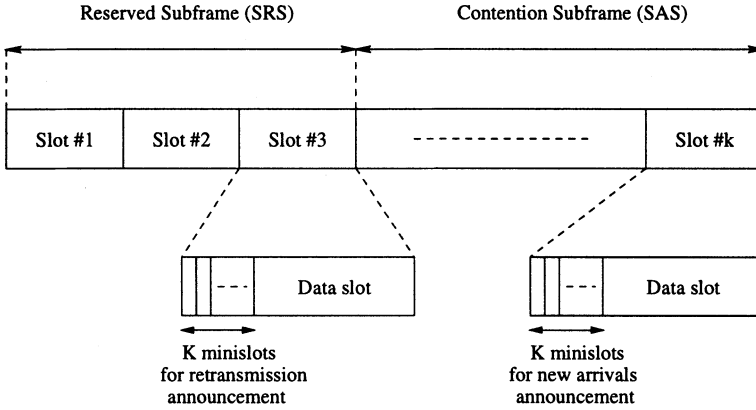 Reserved Subframe (SRS)
Contention Subframe (SAS)
Slot #1
Slot #2
Slot #3
Slot #k
Data slot
Data slot
K minislots
for retransmission
announcement
K minislots
for new arrivals
announcement